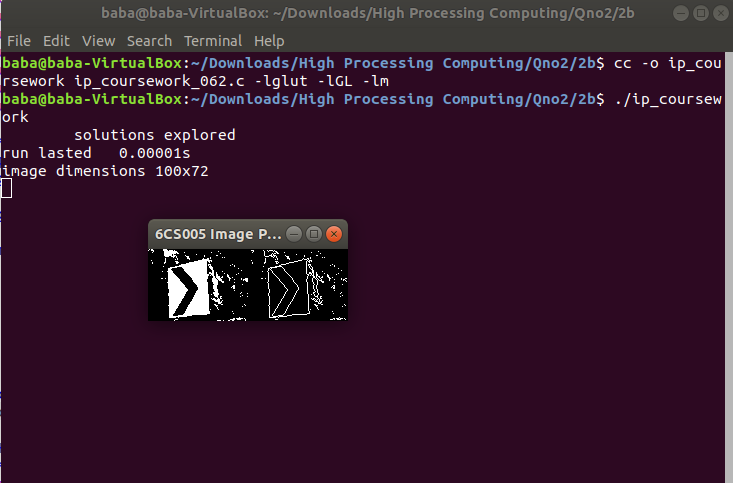 baba@baba-VirtualBox: ~/Downloads/High Processing Computing/Qno2/2b
File Edit View Search Terminal Help
baba@baba-VirtualBox:~/Downloads/High Processing Computing/Qno2/2b$ cc -o ip_cou
rsework ip_coursework_062.c -lglut -lGL -lm
baba@baba-VirtualBox:~/Downloads/High Processing Computing/Qno2/2b$ ./ip_coursew
ork
solutions explored
run lasted 0.00001s
image dimensions 100x72
6CS005 Image P...